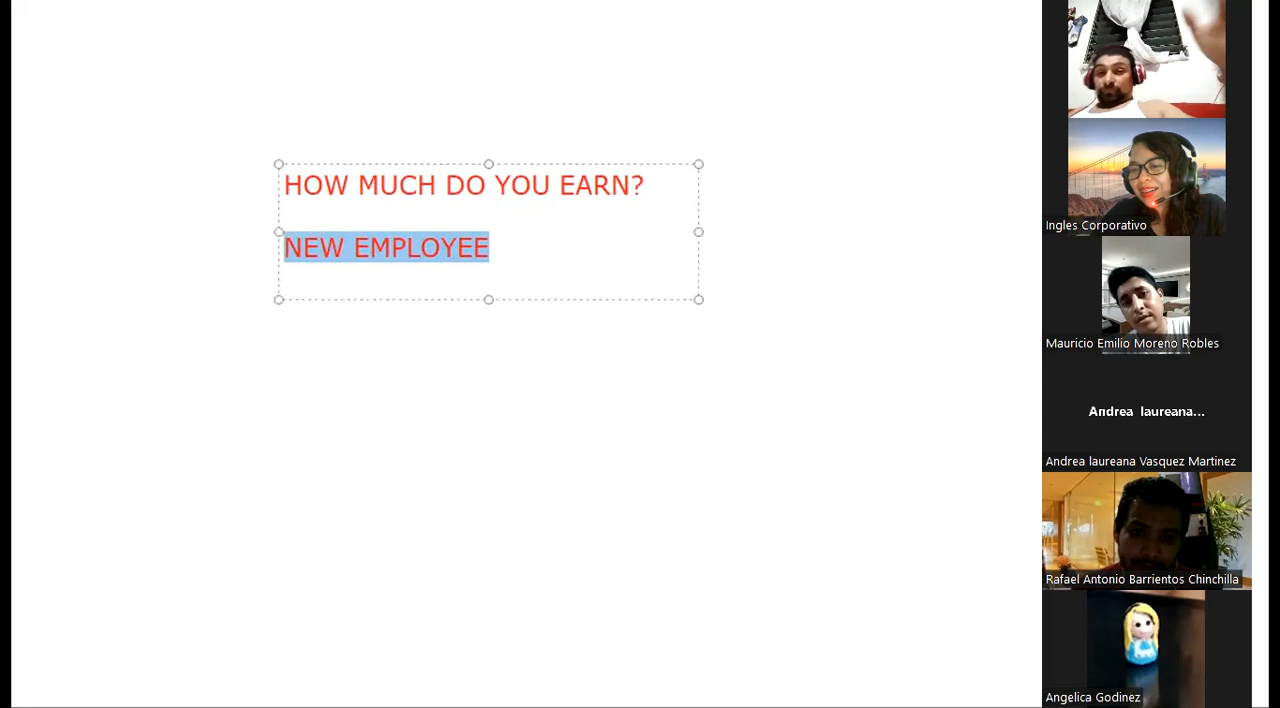 HOW MUCH DO YOU EARN?
NEW EMPLOYEE
Ingles Corporativo
Mauricio Emilio Moreno Robles
Andrea laureana...
Andrea laureana Vasquez Martinez
Rafael Antonio Barrientos Chinchilla
Angelica Godinez